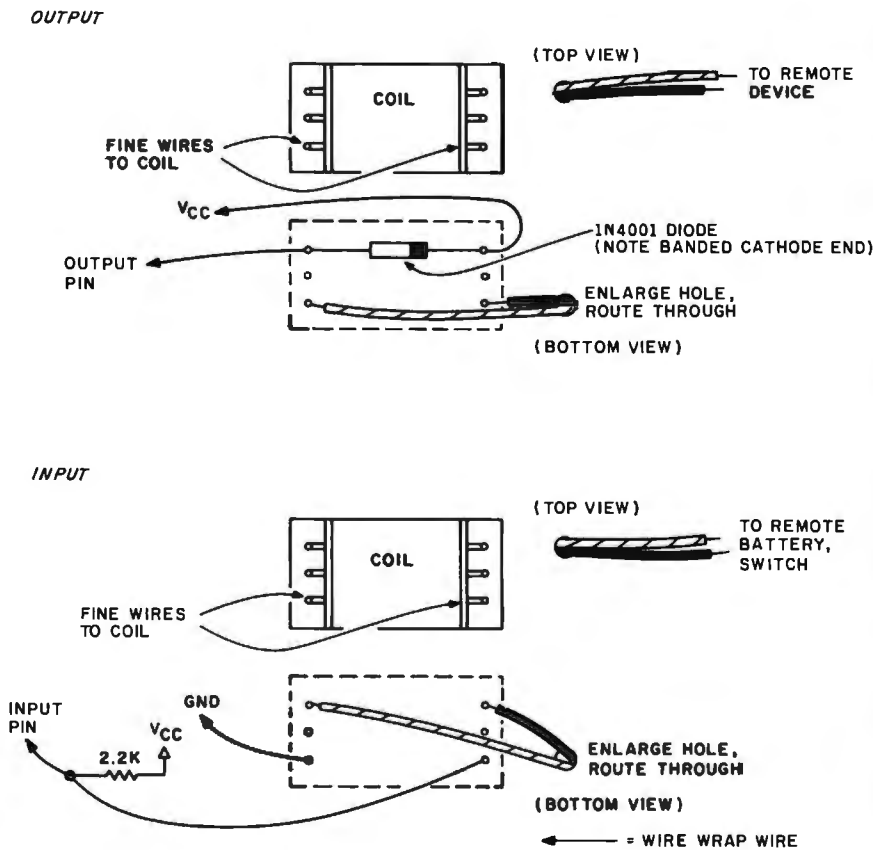 OUTPUT
(TOP VIEW)
TO REMOTE
DEVICE
COIL
FINE WIRES
TO COIL
VCC
1N4001 DIODE
(NOTE BANDED CATHODE END)
OUTPUT
PIN
ENLARGE HOLE,
ROUTE THROUGH
(BOTTOM VIEW)
INPUT
(TOP VIEW)
TO REMOTE
BATTERY,
SWITCH
COIL
FINE WIRES
TO COIL
INPUT
PIN
VCC
2.2K
GND
ENLARGE HOLE,
ROUTE THROUGH
(BOTTOM VIEW)
= WIRE WRAP WIRE